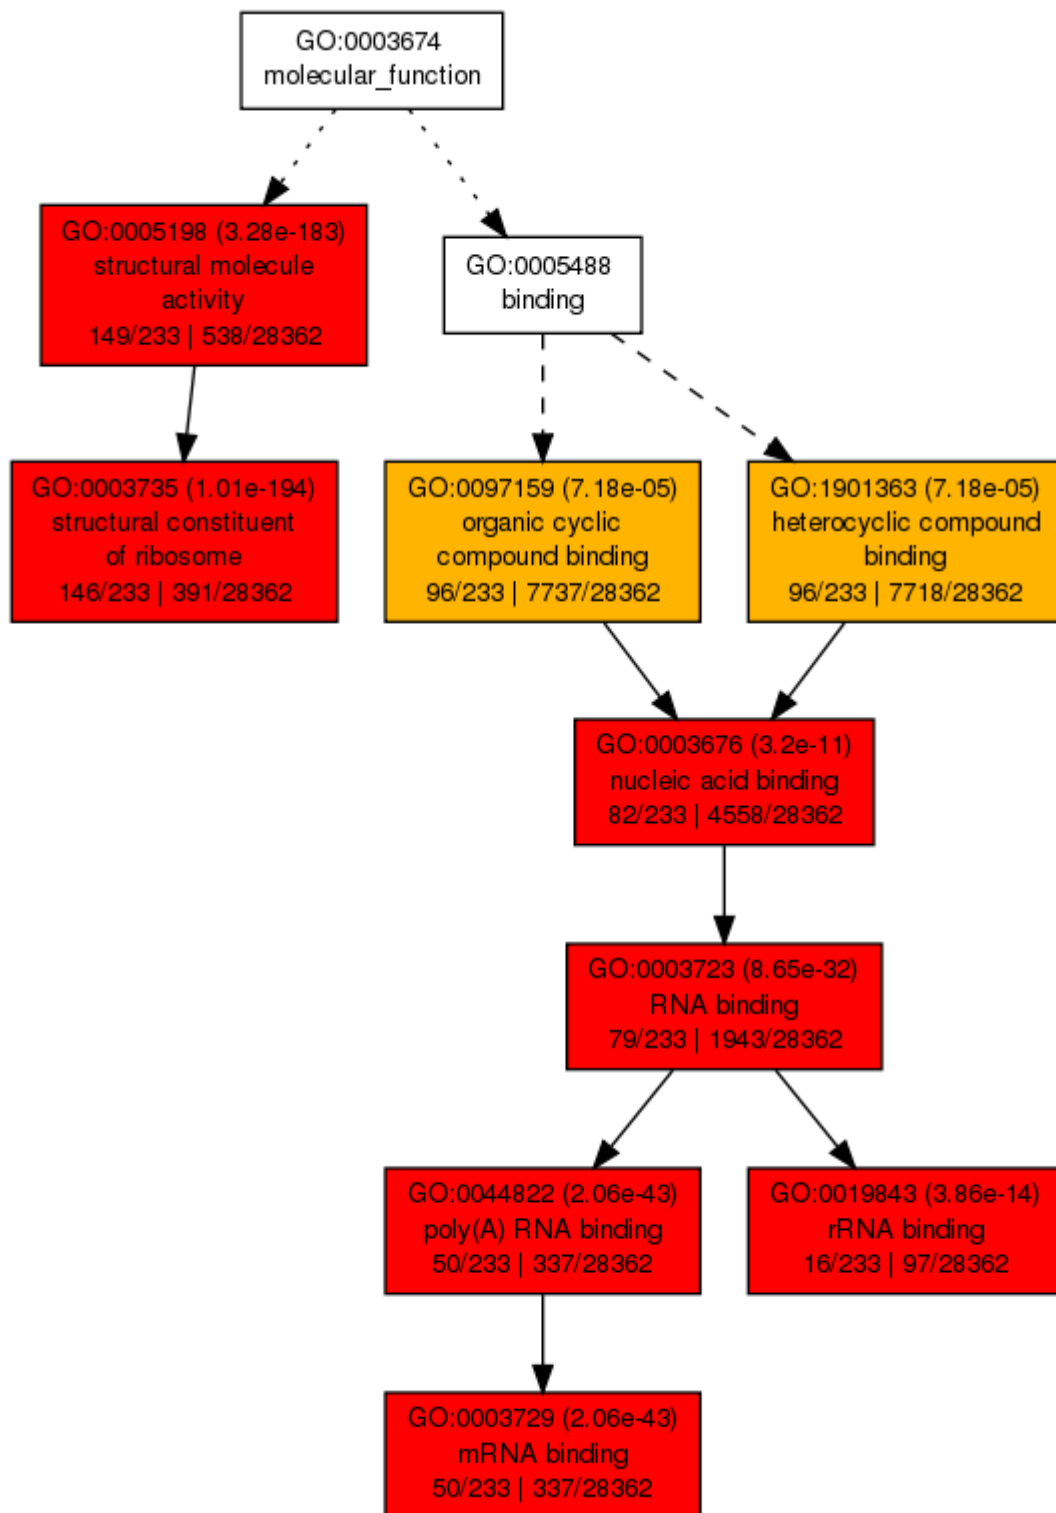 GO:0003674
molecular_function
GO:0005198 (3.28e-183)
structural molecule
activity
149/233 | 538/28362
GO:0005488
binding
GO:0003735 (1.01e-194)
structural constituent
of ribosome
146/233 | 391/28362
GO:0097159 (7.18e-05)
organic cyclic
compound binding
96/233 | 7737/28362
GO:1901363 (7.18e-05)
heterocyclic compound
binding
96/233 | 7718/28362
GO:0003676 (3.2e-11)
nucleic acid binding
82/233 | 4558/28362
GO:0003723 (8.65e-32)
RNA binding
79/233 | 1943/28362
GO:0044822 (2.06e-43)
poly(A) RNA binding
50/233 | 337/28362
GO:0019843 (3.86e-14)
rRNA binding
16/233 | 97/28362
GO:0003729 (2.06e-43)
mRNA binding
50/233 | 337/28362